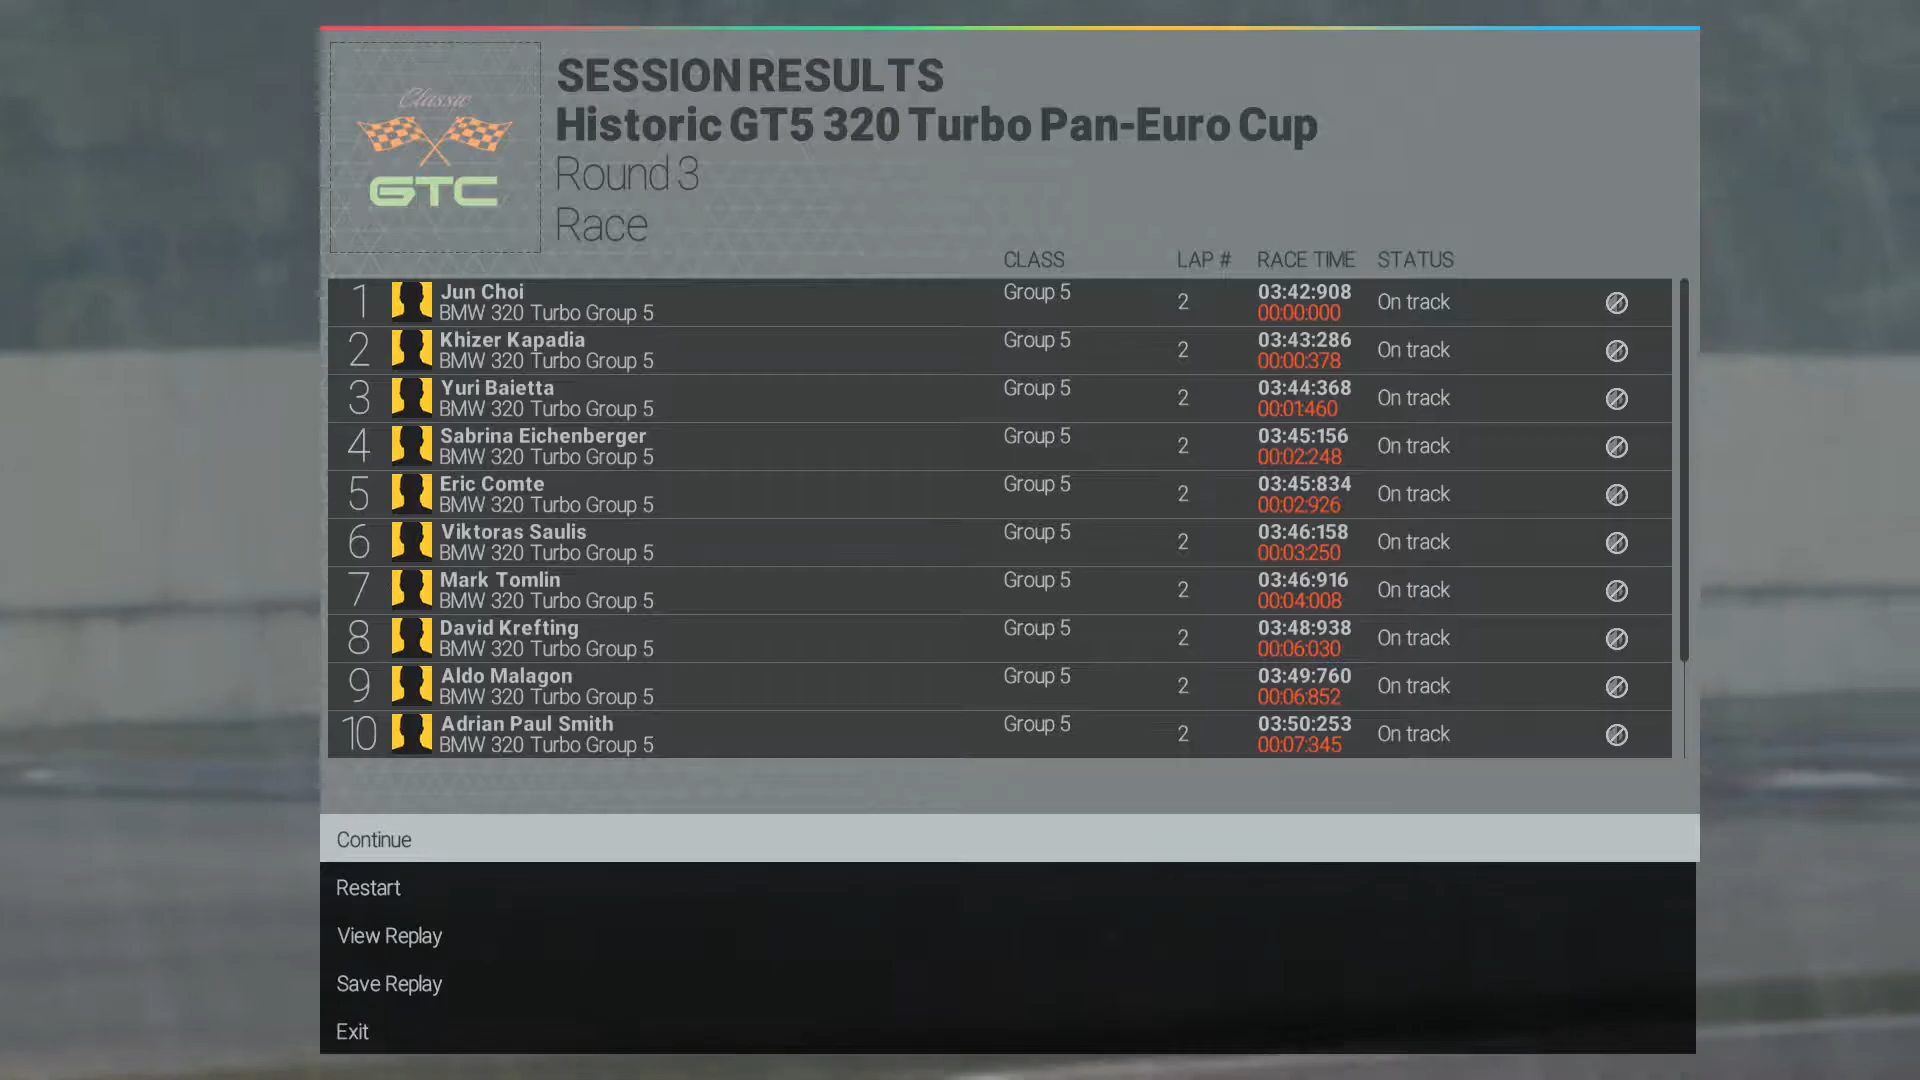 Classic
GTC
SESSION RESULTS
Historic GT5 320 Turbo Pan-Euro Cup
Round 3
Race
CLASS LAP # RACE TIME STATUS
1 Jun Choi Group 5 2 03:42:908 On track
BMW 320 Turbo Group 5 00:00:000
2 Khizer Kapadia Group 5 2 03:43:286 On track
BMW 320 Turbo Group 5 00:00:378
3 Yuri Baietta Group 5 2 03:44:368 On track
BMW 320 Turbo Group 5 00:01:460
4 Sabrina Eichenberger Group 5 2 03:45:156 On track
BMW 320 Turbo Group 5 00:02:248
5 Eric Comte Group 5 2 03:45:834 On track
BMW 320 Turbo Group 5 00:02:926
6 Viktoras Saulis Group 5 2 03:46:158 On track
BMW 320 Turbo Group 5 00:03:250
7 Mark Tomlin Group 5 2 03:46:916 On track
BMW 320 Turbo Group 5 00:04:008
8 David Krefting Group 5 2 03:48:938 On track
BMW 320 Turbo Group 5 00:06:030
9 Aldo Malagon Group 5 2 03:49:760 On track
BMW 320 Turbo Group 5 00:06:852
10 Adrian Paul Smith Group 5 2 03:50:253 On track
BMW 320 Turbo Group 5 00:07:345
Continue
Restart
View Replay
Save Replay
Exit